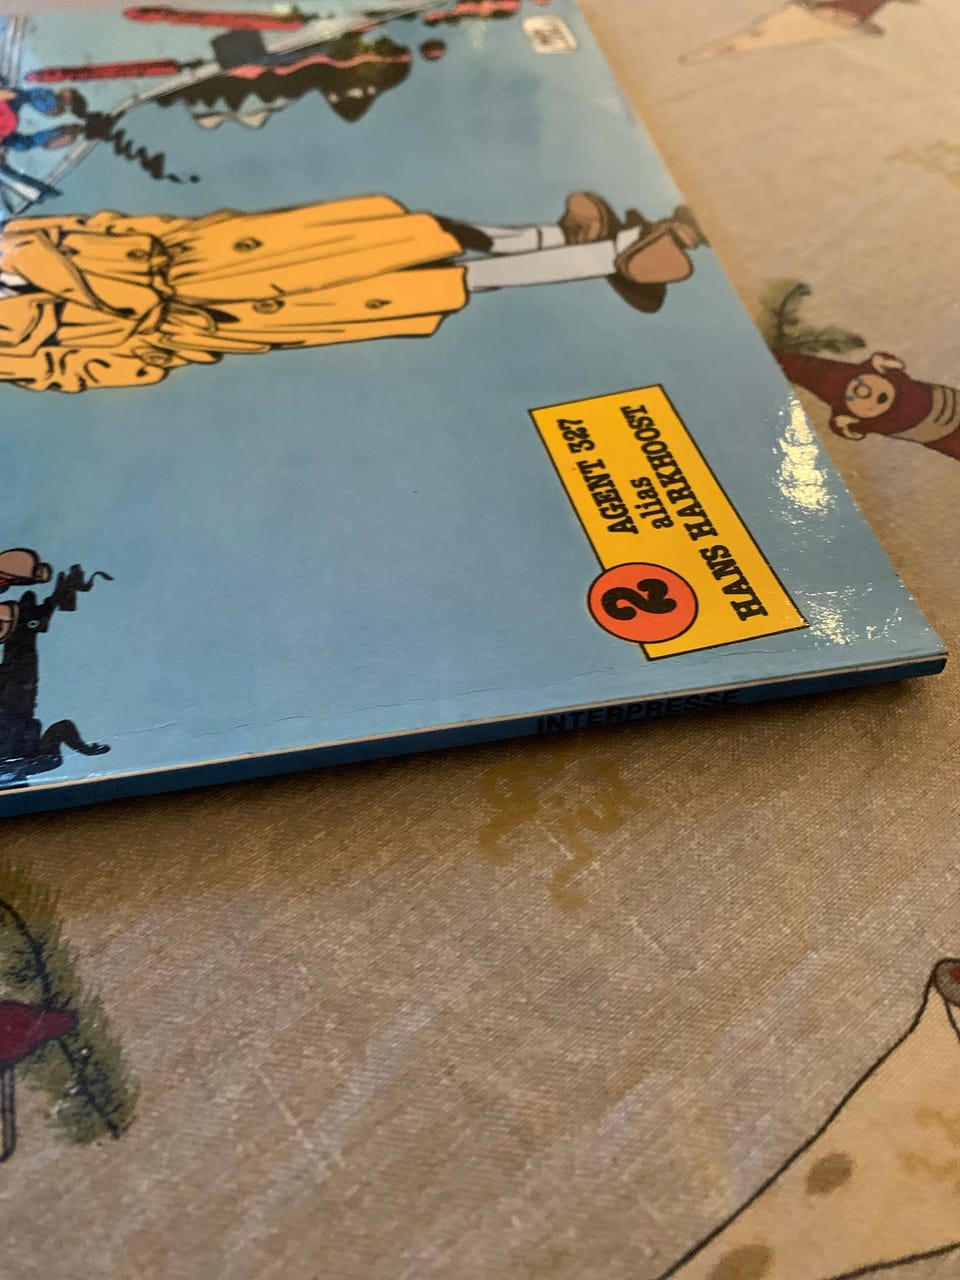 AGENT 327
alias
HANS HARKHOOST
2
INTERPRESSE